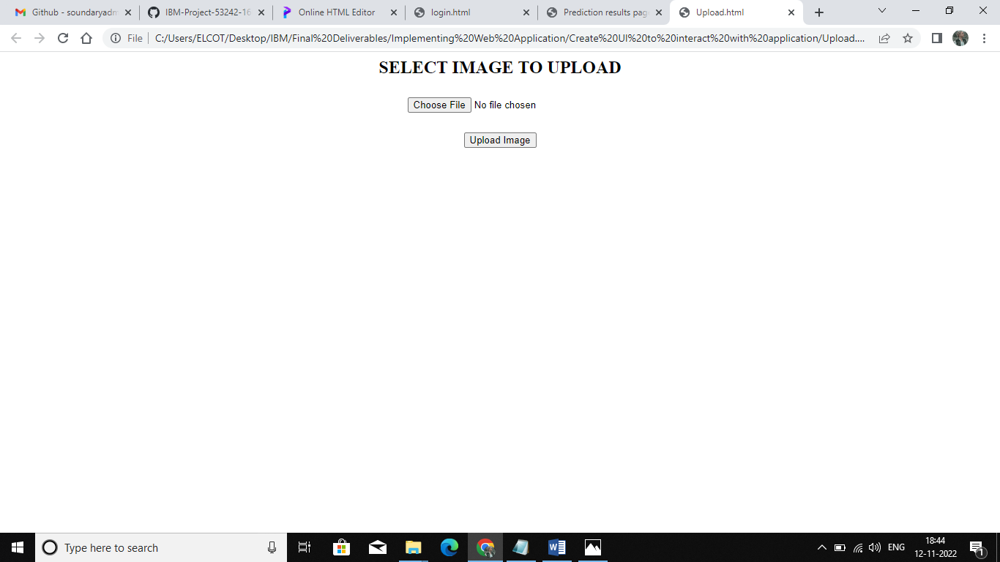 Github - soundaryadm
IBM-Project-53242-16
Online HTML Editor
login.html
Prediction results pag
Upload.html
File
C:/Users/ELCOT/Desktop/IBM/Final%20Deliverables/Implementing%20Web%20Application/Create%20UI%20to%20interact%20with%20application/Upload....
SELECT IMAGE TO UPLOAD
Choose File No file chosen
Upload Image
Type here to search
ENG
18:44
12-11-2022
1